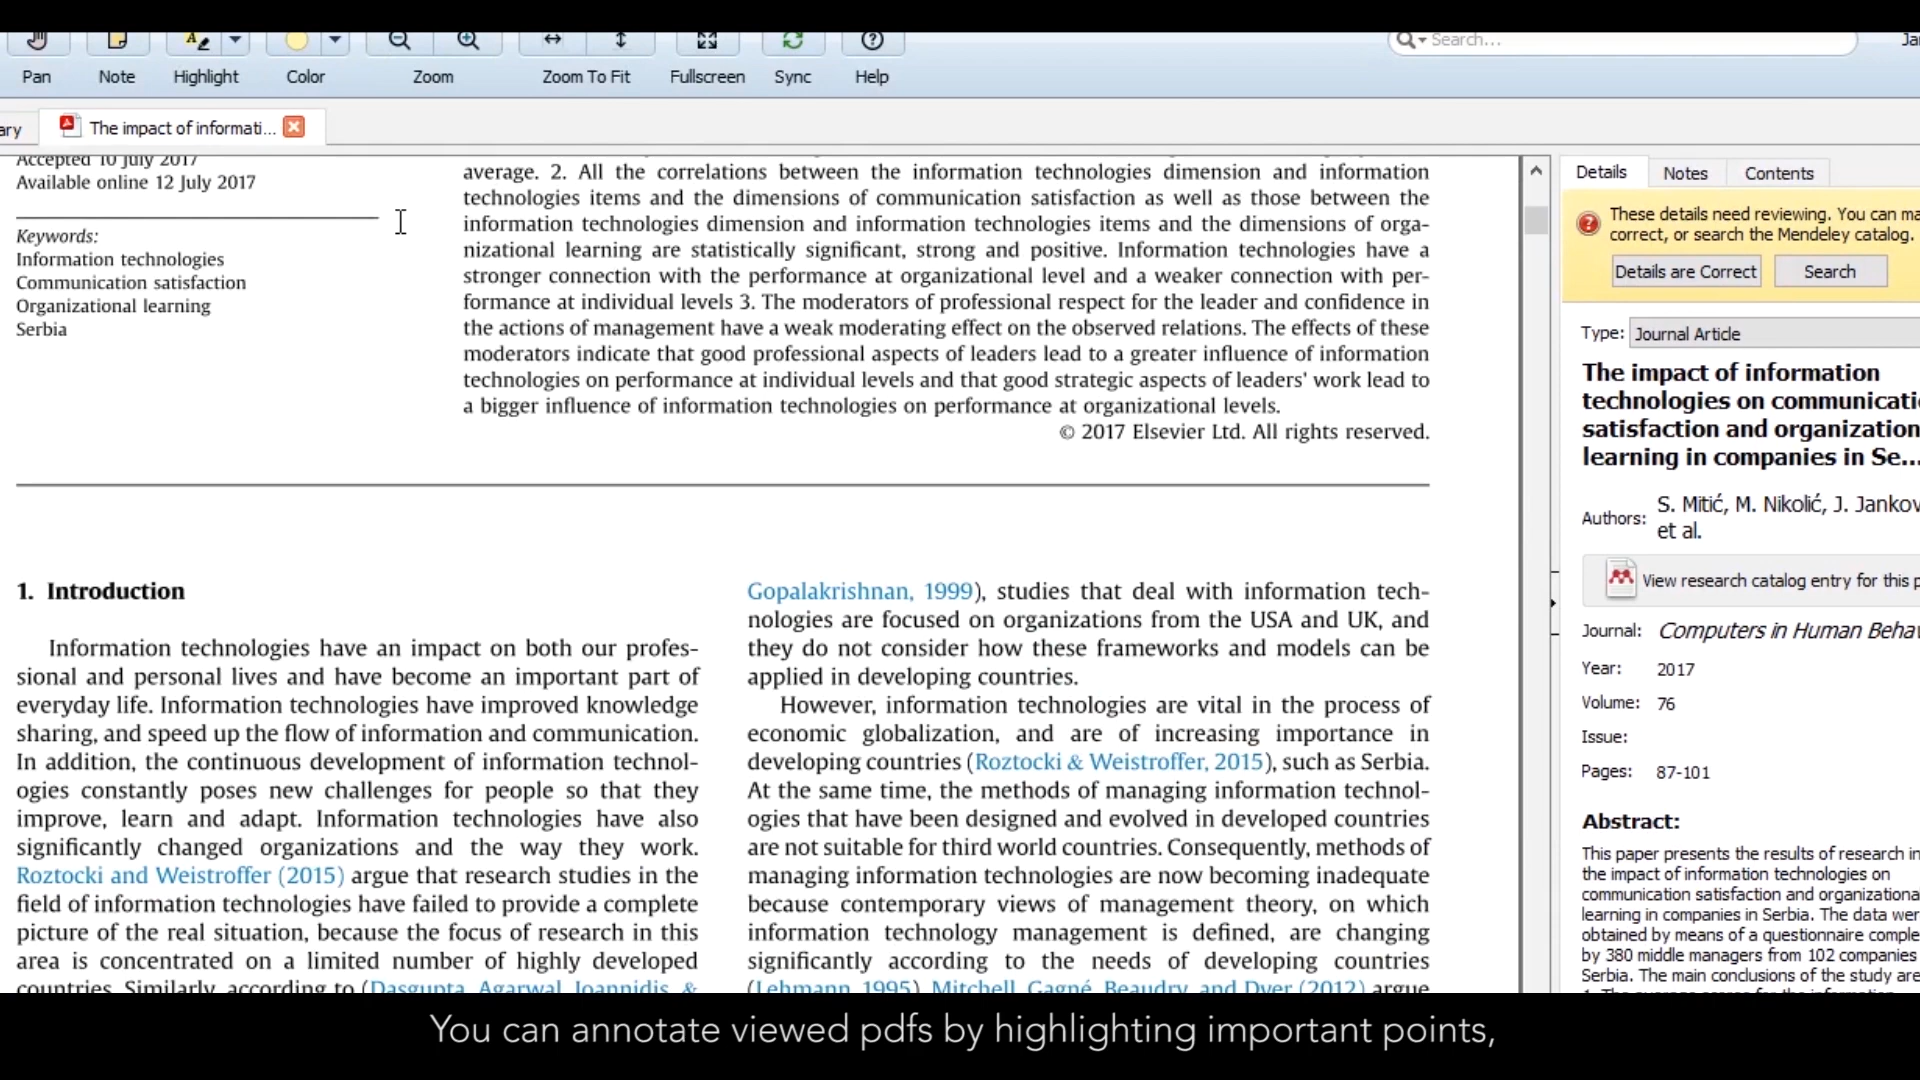 Search...
Pan
Note
Highlight
Color
Zoom
Zoom To Fit
Fullscreen
Sync
Help
The impact of informati...
Accepted 10 July 2017
Available online 12 July 2017
Keywords:
Information technologies
Communication satisfaction
Organizational learning
Serbia
average. 2. All the correlations between the information technologies dimension and information
technologies items and the dimensions of communication satisfaction as well as those between the
information technologies dimension and information technologies items and the dimensions of orga-
nizational learning are statistically significant, strong and positive. Information technologies have a
stronger connection with the performance at organizational level and a weaker connection with per-
formance at individual levels 3. The moderators of professional respect for the leader and confidence in
the actions of management have a weak moderating effect on the observed relations. The effects of these
moderators indicate that good professional aspects of leaders lead to a greater influence of information
technologies on performance at individual levels and that good strategic aspects of leaders' work lead to
a bigger influence of information technologies on performance at organizational levels.
© 2017 Elsevier Ltd. All rights reserved.
1. Introduction
Information technologies have an impact on both our profes-
sional and personal lives and have become an important part of
everyday life. Information technologies have improved knowledge
sharing, and speed up the flow of information and communication.
In addition, the continuous development of information technol-
ogies constantly poses new challenges for people so that they
improve, learn and adapt. Information technologies have also
significantly changed organizations and the way they work.
Roztocki and Weistroffer (2015) argue that research studies in the
field of information technologies have failed to provide a complete
picture of the real situation, because the focus of research in this
area is concentrated on a limited number of highly developed
countries. Similarly, according to (Dasgupta, Agarwal, Ioannidis, &
Gopalakrishnan, 1999), studies that deal with information tech-
nologies are focused on organizations from the USA and UK, and
they do not consider how these frameworks and models can be
applied in developing countries.
However, information technologies are vital in the process of
economic globalization, and are of increasing importance in
developing countries (Roztocki & Weistroffer, 2015), such as Serbia.
At the same time, the methods of managing information technol-
ogies that have been designed and evolved in developed countries
are not suitable for third world countries. Consequently, methods of
managing information technologies are now becoming inadequate
because contemporary views of management theory, on which
information technology management is defined, are changing
significantly according to the needs of developing countries
(Lehmann, 1995). Mitchell, Gagné, Beaudry, and Dyer (2012) argue
Details
Notes
Contents
These details need reviewing. You can ma
correct, or search the Mendeley catalog.
Details are Correct
Search
Type: Journal Article
The impact of information
technologies on communicati
satisfaction and organization
learning in companies in Se...
Authors: S. Mitić, M. Nikolić, J. Jankov
et al.
View research catalog entry for this p
Journal: Computers in Human Behav
Year: 2017
Volume: 76
Issue:
Pages: 87-101
Abstract:
This paper presents the results of research in
the impact of information technologies on
communication satisfaction and organizationa
learning in companies in Serbia. The data wer
obtained by means of a questionnaire comple
by 380 middle managers from 102 companies
Serbia. The main conclusions of the study are
You can annotate viewed pdfs by highlighting important points,